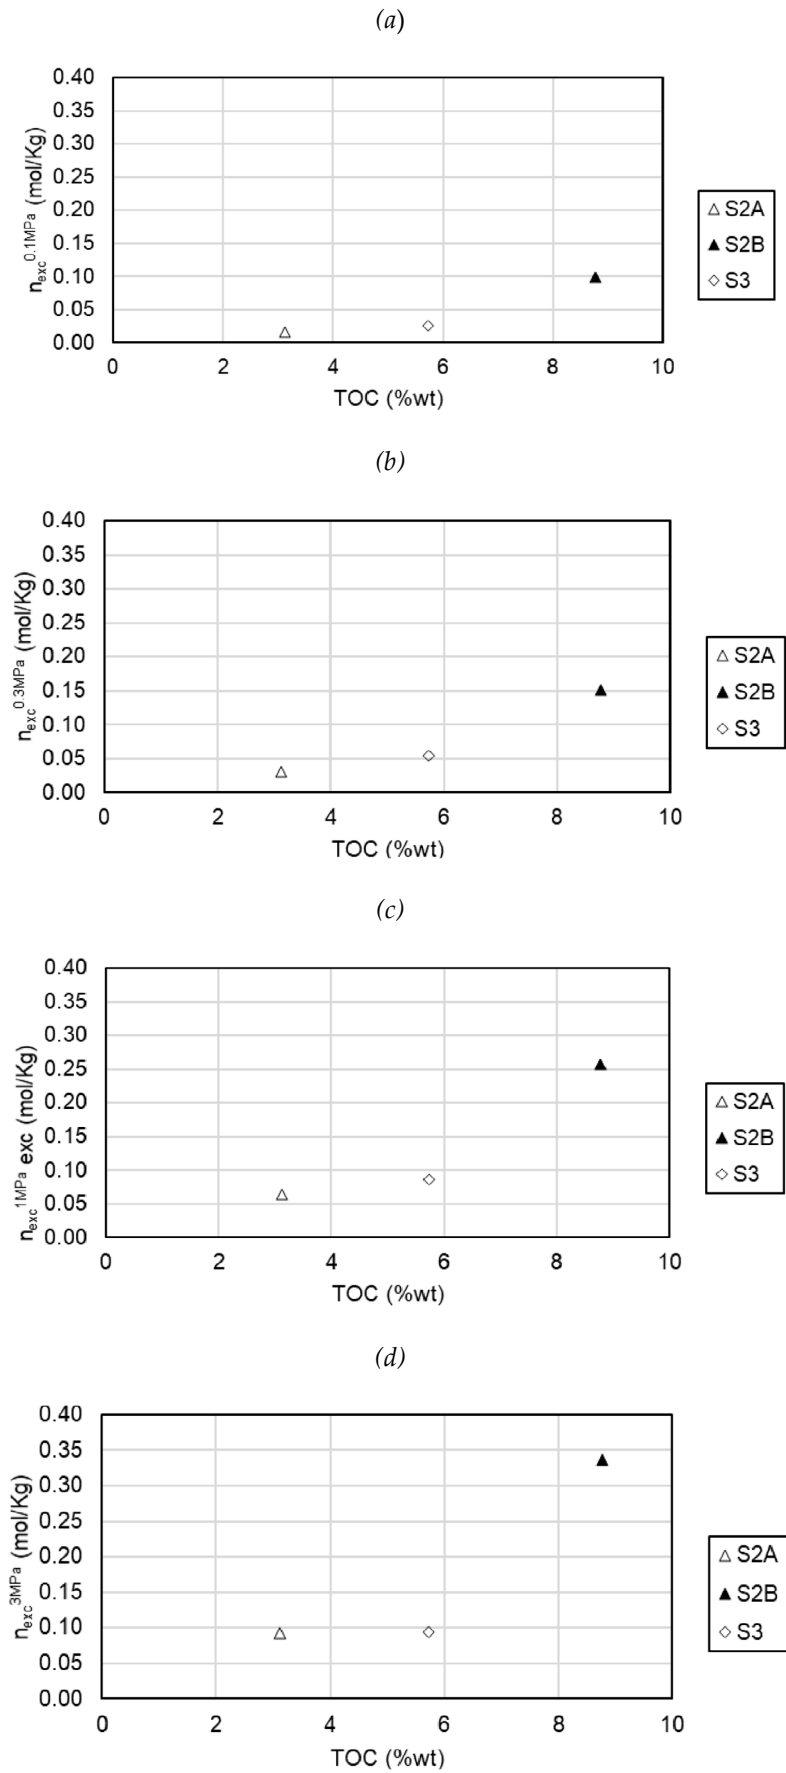 (a)
0.40
0.35
0.30
0.25
0.20
0.15
0.10
0.05
0.00
n_exc^0.1MPa (mol/Kg)
0 2 4 6 8 10
TOC (%wt)
S2A
S2B
S3
(b)
0.40
0.35
0.30
0.25
0.20
0.15
0.10
0.05
0.00
n_exc^0.3MPa (mol/Kg)
0 2 4 6 8 10
TOC (%wt)
S2A
S2B
S3
(c)
0.40
0.35
0.30
0.25
0.20
0.15
0.10
0.05
0.00
n_exc^1MPa exc (mol/Kg)
0 2 4 6 8 10
TOC (%wt)
S2A
S2B
S3
(d)
0.40
0.35
0.30
0.25
0.20
0.15
0.10
0.05
0.00
n_exc^3MPa (mol/Kg)
0 2 4 6 8 10
TOC (%wt)
S2A
S2B
S3